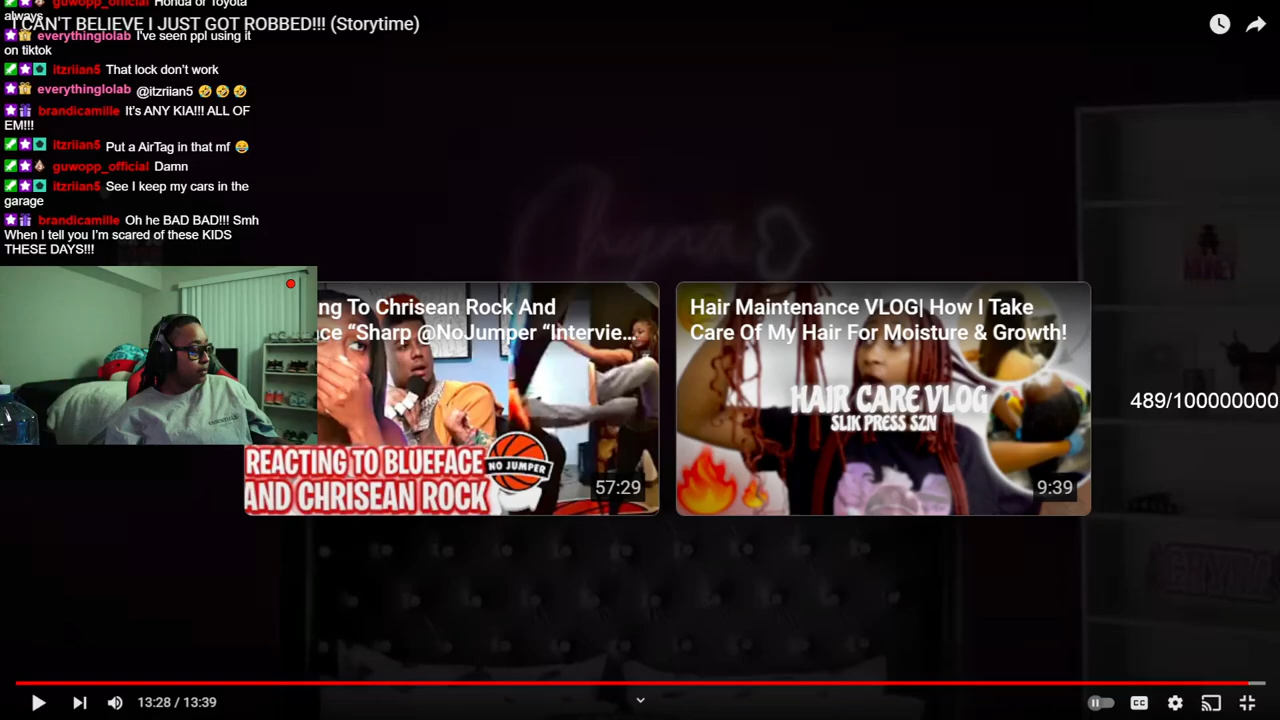 guwopp_official Honda or Toyota
always
I CAN'T BELIEVE I JUST GOT ROBBED!!! (Storytime)
everythinglolab I've seen ppl using it
on tiktok
itzriian5 That lock don't work
everythinglolab @itzriian5 🤣 🤣 🤣
brandicamille It's ANY KIA!!! ALL OF
EM!!!
itzriian5 Put a AirTag in that mf 😂
guwopp_official Damn
itzriian5 See I keep my cars in the
garage
brandicamille Oh he BAD BAD!!! Smh
When I tell you I'm scared of these KIDS
THESE DAYS!!!
Chyna
MONEY
ng To Chrisean Rock And
ce “Sharp @NoJumper “Intervie...
NO JUMPER
REACTING TO BLUEFACE
AND CHRISEAN ROCK
57:29
Hair Maintenance VLOG| How I Take
Care Of My Hair For Moisture & Growth!
HAIR CARE VLOG
SLIK PRESS SZN
9:39
489/100000000
CHYNA
13:28 / 13:39
CC